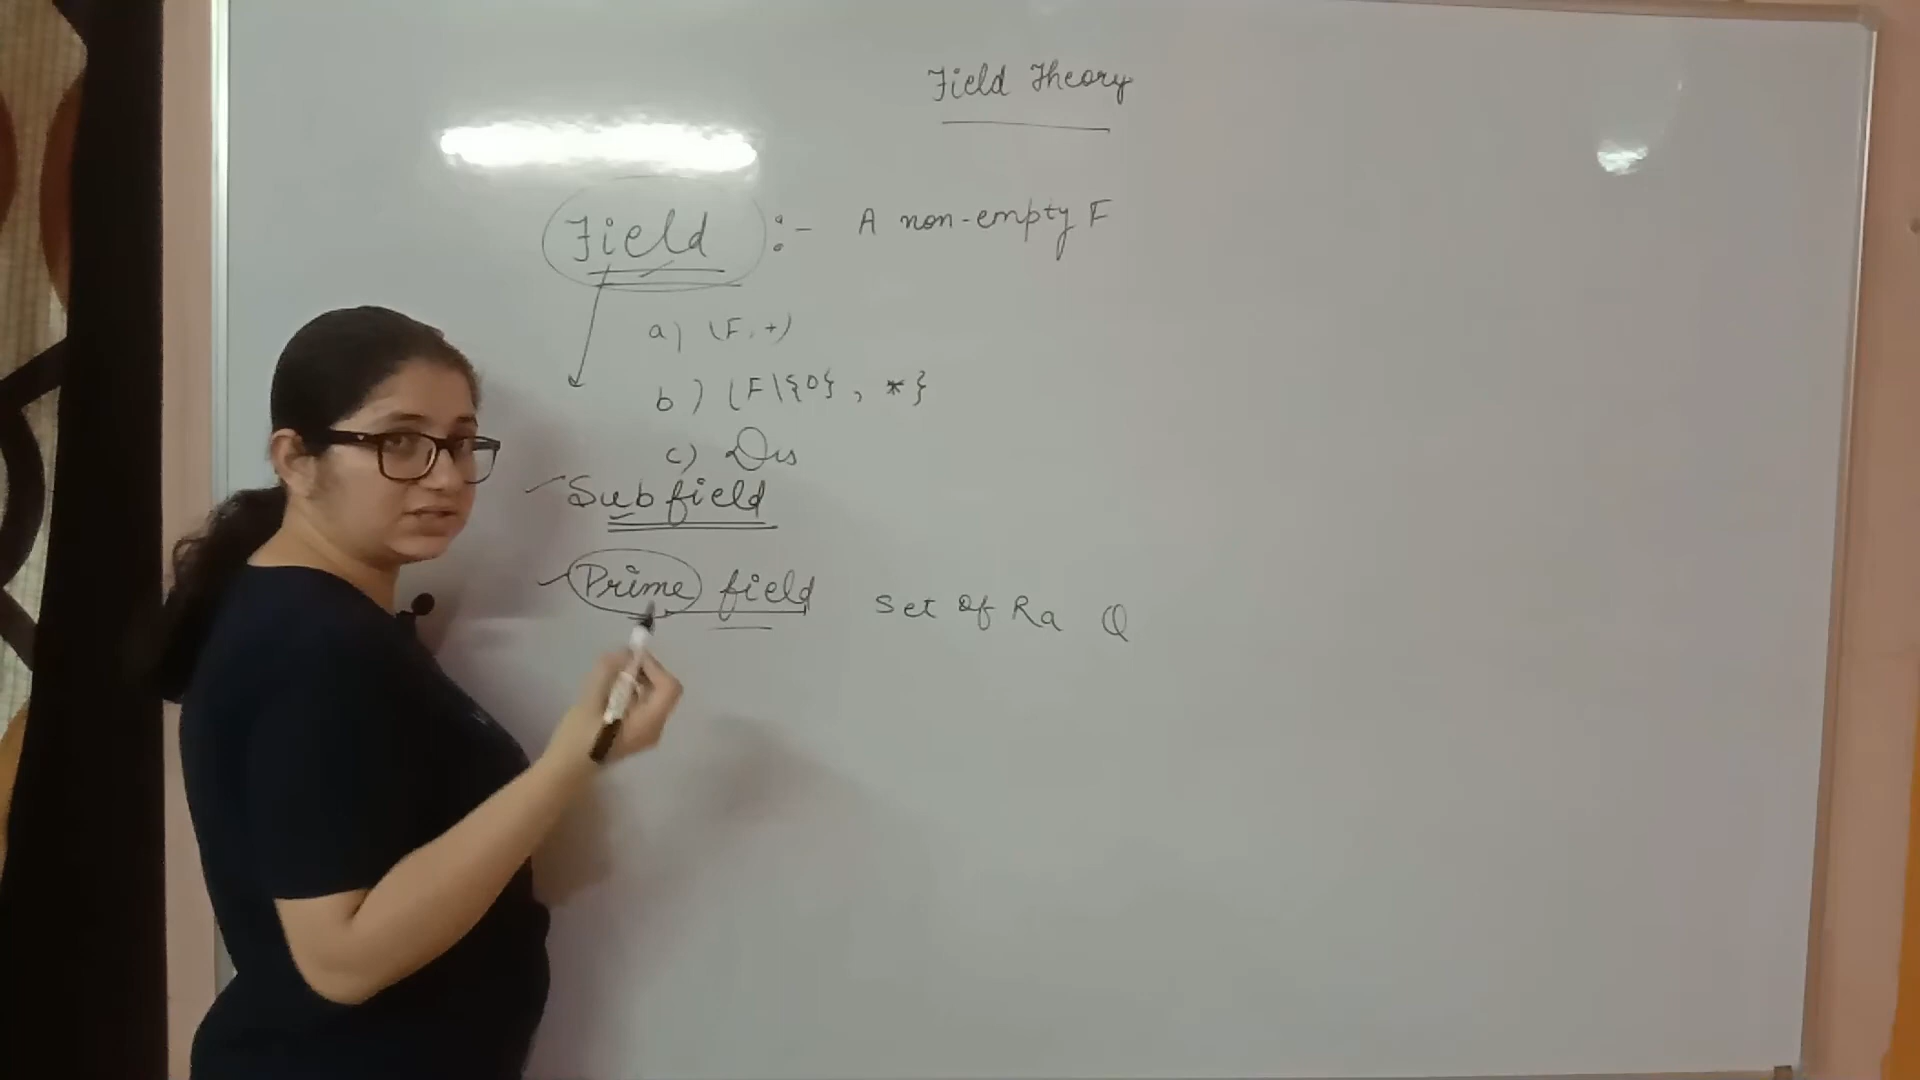 Field Theory
Field :- A non-empty F
a) (F, +)
b) (F\{0}, *}
c) Dis
Subfield
Prime field set of Ra Q